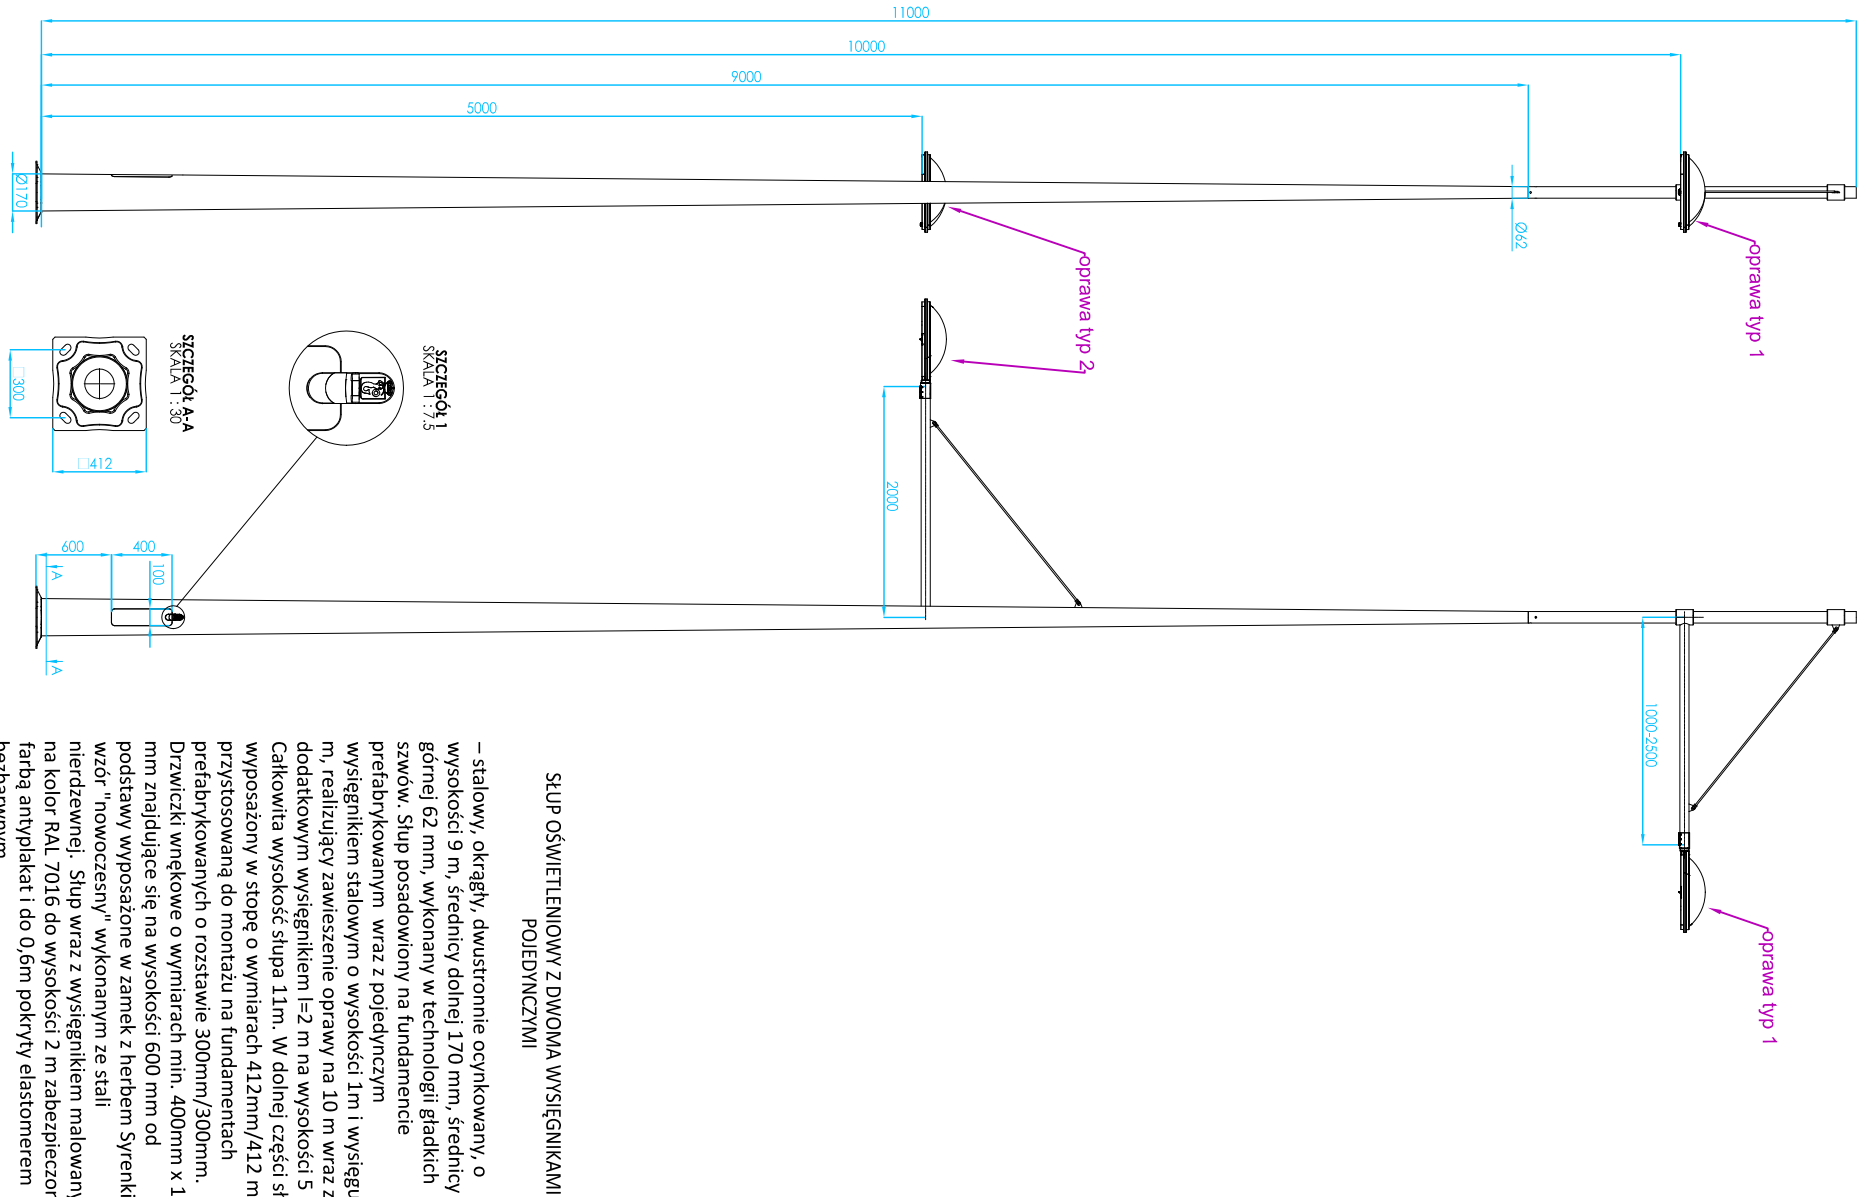 11000
10000
9000
5000
Ø170
Ø62
oprawa typ 2
oprawa typ 1
SZCZEGÓŁ A-A
SKALA 1 : 30
□300
□412
SZCZEGÓŁ 1
SKALA 1 : 7.5
2000
600
400
100
A
A
1000-2500
oprawa typ 1
SŁUP OŚWIETLENIOWY Z DWOMA WYSIĘGNIKAMI
POJEDYNCZYMI
– stalowy, okrągły, dwustronnie ocynkowany, o
wysokości 9 m, średnicy dolnej 170 mm, średnicy
górnej 62 mm, wykonany w technologii gładkich
szwów. Słup posadowiony na fundamencie
prefabrykowanym wraz z pojedynczym
wysięgnikiem stalowym o wysokości 1m i wysięgu
m, realizujący zawieszenie oprawy na 10 m wraz z
dodatkowym wysięgnikiem l=2 m na wysokości 5
Całkowita wysokość słupa 11m. W dolnej części sł
wyposażony w stopę o wymiarach 412mm/412 m
przystosowaną do montażu na fundamentach
prefabrykowanych o rozstawie 300mm/300mm.
Drzwiczki wnękowe o wymiarach min. 400mm x 1
mm znajdujące się na wysokości 600 mm od
podstawy wyposażone w zamek z herbem Syrenki
wzór "nowoczesny" wykonanym ze stali
nierdzewnej. Słup wraz z wysięgnikiem malowany
na kolor RAL 7016 do wysokości 2 m zabezpieczon
farbą antyplakat i do 0,6m pokryty elastomerem
bezbarwnym